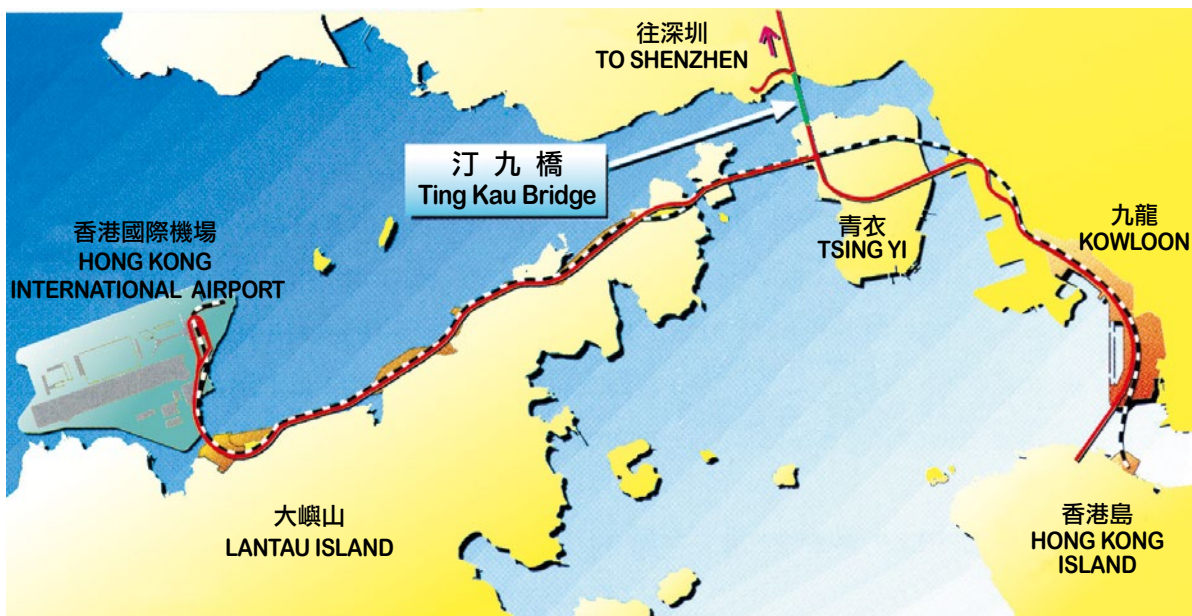 往深圳
TO SHENZHEN
汀九橋
Ting Kau Bridge
香港國際機場
HONG KONG
INTERNATIONAL AIRPORT
青衣
TSING YI
九龍
KOWLOON
大嶼山
LANTAU ISLAND
香港島
HONG KONG
ISLAND